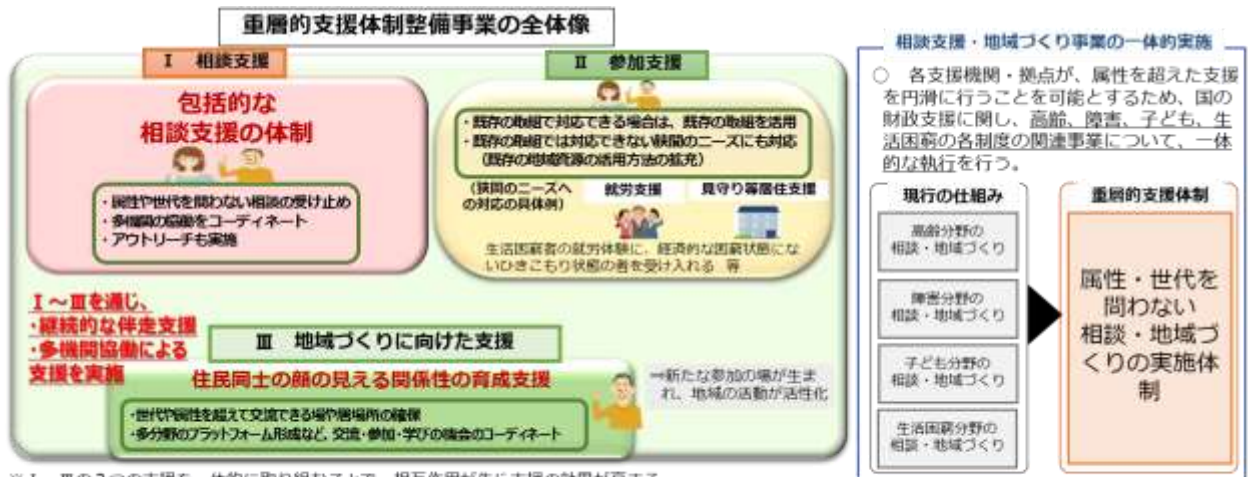 重層的支援体制整備事業の全体像
Ⅰ 相談支援
包括的な
相談支援の体制
・属性や世代を問わない相談の受け止め
・多機関の協働をコーディネート
・アウトリーチも実施
Ⅱ 参加支援
・既存の取組で対応できる場合は、既存の取組を活用
・既存の取組では対応できない狭間のニーズにも対応
（既存の地域資源の活用方法の拡充）
（狭間のニーズへ
の対応の具体例）
就労支援
見守り等居住支援
生活困窮者の就労体験に、経済的な困窮状態にな
いひきこもり状態の者を受け入れる 等
Ⅰ～Ⅲを通じ、
・継続的な伴走支援
・多機関協働による
支援を実施
Ⅲ 地域づくりに向けた支援
住民同士の顔の見える関係性の育成支援
・世代や属性を超えて交流できる場や居場所の確保
・多分野のプラットフォーム形成など、交流・参加・学びの機会のコーディネート
⇒新たな参加の場が生ま
れ、地域の活動が活性化
相談支援・地域づくり事業の一体的実施
○ 各支援機関・拠点が、属性を超えた支援
を円滑に行うことを可能とするため、国の
財政支援に関し、高齢、障害、子ども、生
活困窮の各制度の関連事業について、一体
的な執行を行う。
現行の仕組み
高齢分野の
相談・地域づくり
障害分野の
相談・地域づくり
子ども分野の
相談・地域づくり
生活困窮分野の
相談・地域づくり
重層的支援体制
属性・世代を
問わない
相談・地域づ
くりの実施体
制